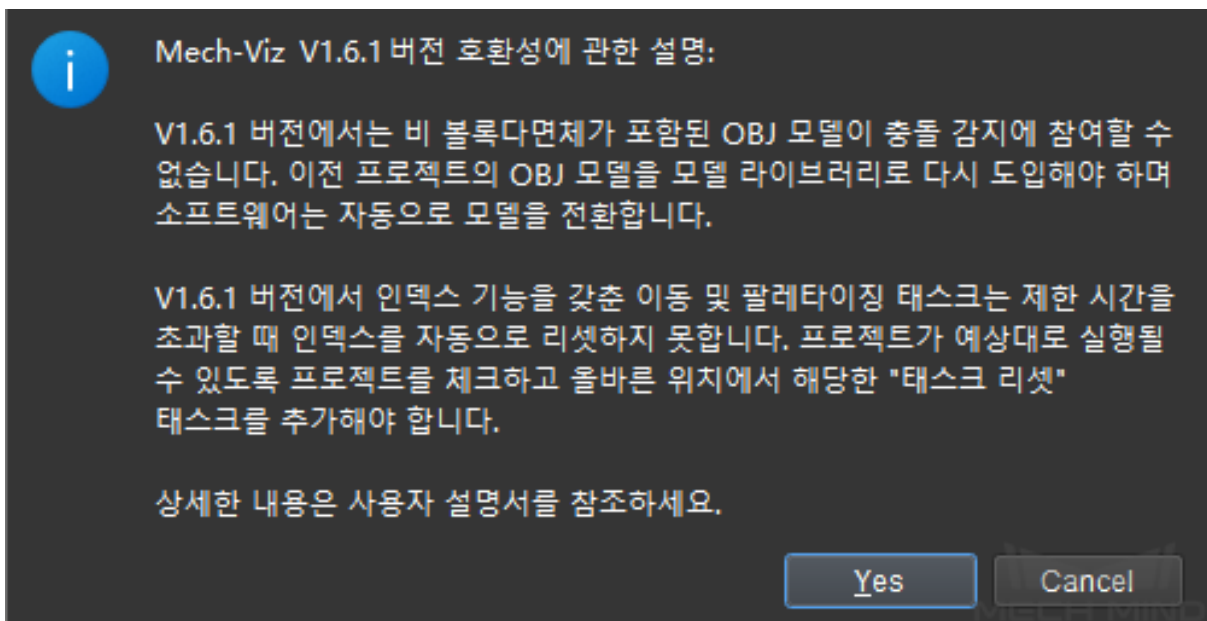 Mech-Viz V1.6.1 버전 호환성에 관한 설명:
V1.6.1 버전에서는 비 볼록다면체가 포함된 OBJ 모델이 충돌 감지에 참여할 수
없습니다. 이전 프로젝트의 OBJ 모델을 모델 라이브러리로 다시 도입해야 하며
소프트웨어는 자동으로 모델을 전환합니다.
V1.6.1 버전에서 인덱스 기능을 갖춘 이동 및 팔레타이징 태스크는 제한 시간을
초과할 때 인덱스를 자동으로 리셋하지 못합니다. 프로젝트가 예상대로 실행될
수 있도록 프로젝트를 체크하고 올바른 위치에서 해당한 "태스크 리셋"
태스크를 추가해야 합니다.
상세한 내용은 사용자 설명서를 참조하세요.
Yes Cancel
MECH MIND